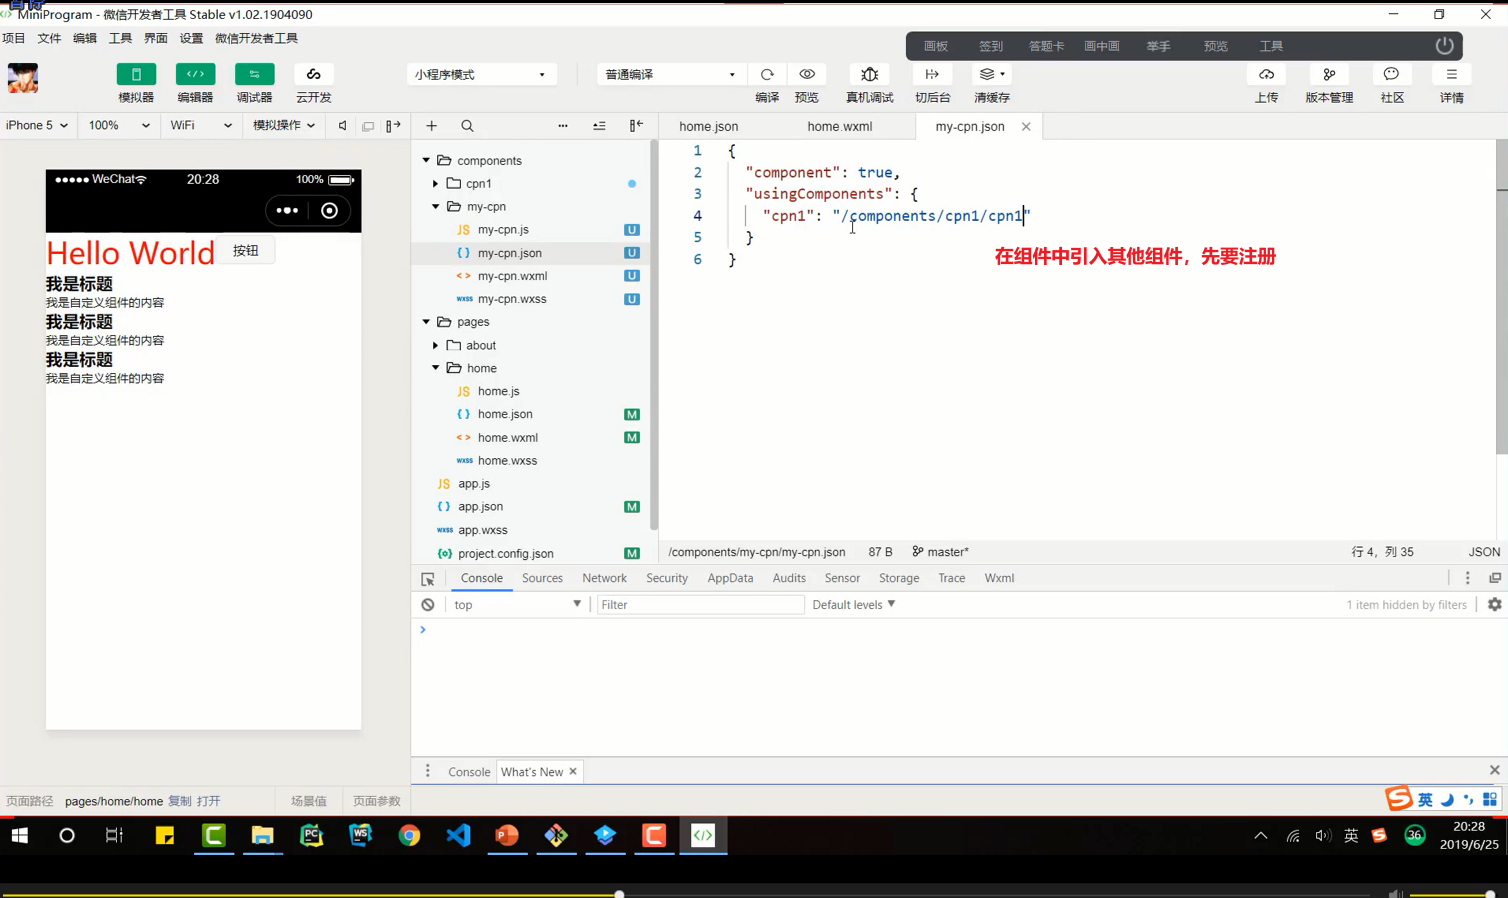 暂停
MiniProgram - 微信开发者工具 Stable v1.02.1904090
项目 文件 编辑 工具 界面 设置 微信开发者工具
画板 签到 答题卡 画中画 举手 预览 工具
小程序模式 普通编译
模拟器 编辑器 调试器 云开发 编译 预览 真机调试 切后台 清缓存 上传 版本管理 社区 详情
iPhone 5 100% WiFi 模拟操作
home.json home.wxml my-cpn.json
WeChat 20:28 100%
Hello World 按钮
我是标题
我是自定义组件的内容
我是标题
我是自定义组件的内容
我是标题
我是自定义组件的内容
components
cpn1
my-cpn
JS my-cpn.js U
{ } my-cpn.json U
< > my-cpn.wxml U
wxss my-cpn.wxss U
pages
about
home
JS home.js
{ } home.json M
< > home.wxml M
wxss home.wxss
JS app.js
{ } app.json M
wxss app.wxss
{o} project.config.json M
1 {
2 "component": true,
3 "usingComponents": {
4 "cpn1": "/components/cpn1/cpn1"
5 }
6 }
在组件中引入其他组件，先要注册
/components/my-cpn/my-cpn.json 87 B master* 行 4，列 35 JSON
Console Sources Network Security AppData Audits Sensor Storage Trace Wxml
top Filter Default levels 1 item hidden by filters
Console What's New
页面路径 pages/home/home 复制 打开 场景值 页面参数
英
PC WS P C
英 36 20:28
2019/6/25